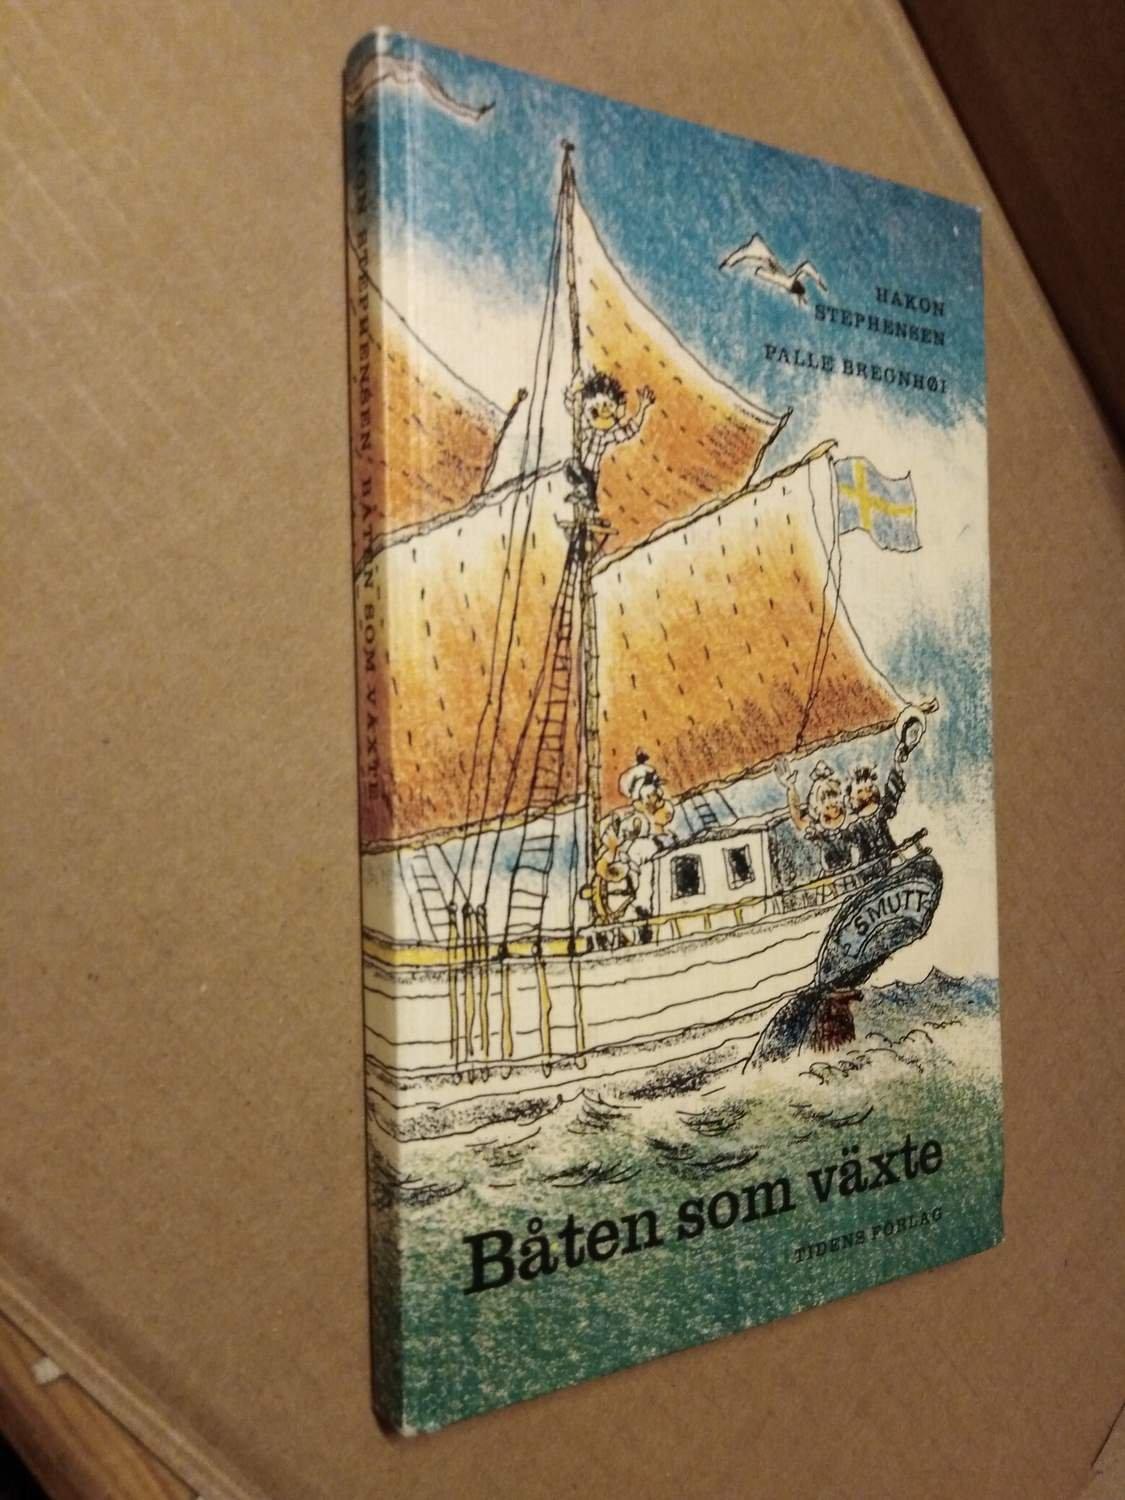 HAKON
STEPHENSEN
PALLE BREGNHØI
SMUTT
Båten som växte
TIDENS FÖRLAG
HAKON STEPHENSEN / BÅTEN SOM VÄXTE